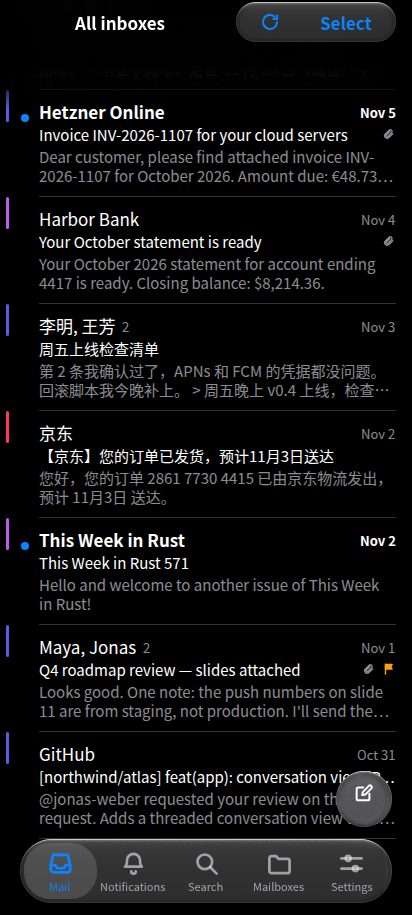 All inboxes
Select
Hetzner Online
Nov 5
Invoice INV-2026-1107 for your cloud servers
Dear customer, please find attached invoice INV-
2026-1107 for October 2026. Amount due: €48.73…
Harbor Bank
Nov 4
Your October statement is ready
Your October 2026 statement for account ending
4417 is ready. Closing balance: $8,214.36.
李明, 王芳 2
Nov 3
周五上线检查清单
第 2 条我确认过了，APNs 和 FCM 的凭据都没问题。
回滚脚本我今晚补上。 > 周五晚上 v0.4 上线，检查…
京东
Nov 2
【京东】您的订单已发货，预计11月3日送达
您好，您的订单 2861 7730 4415 已由京东物流发出，
预计 11月3日 送达。
This Week in Rust
Nov 2
This Week in Rust 571
Hello and welcome to another issue of This Week
in Rust!
Maya, Jonas 2
Nov 1
Q4 roadmap review — slides attached
Looks good. One note: the push numbers on slide
11 are from staging, not production. I'll send the…
GitHub
Oct 31
[northwind/atlas] feat(app): conversation
@jonas-weber requested your review on
request. Adds a threaded conversation view
Mail
Notifications
Search
Mailboxes
Settings